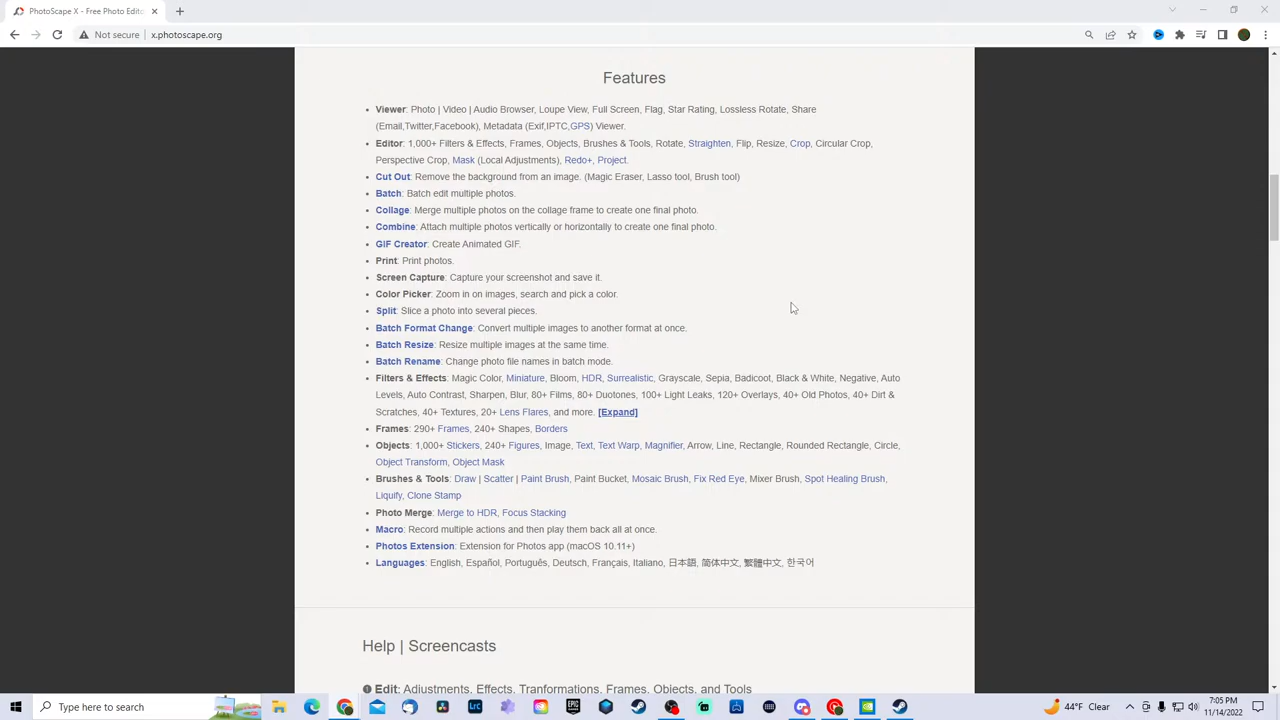 PhotoScape X - Free Photo Edito
Not secure | x.photoscape.org
Features
Viewer: Photo | Video | Audio Browser, Loupe View, Full Screen, Flag, Star Rating, Lossless Rotate, Share
(Email,Twitter,Facebook), Metadata (Exif,IPTC,GPS) Viewer.
Editor: 1,000+ Filters & Effects, Frames, Objects, Brushes & Tools, Rotate, Straighten, Flip, Resize, Crop, Circular Crop,
Perspective Crop, Mask (Local Adjustments), Redo+, Project.
Cut Out: Remove the background from an image. (Magic Eraser, Lasso tool, Brush tool)
Batch: Batch edit multiple photos.
Collage: Merge multiple photos on the collage frame to create one final photo.
Combine: Attach multiple photos vertically or horizontally to create one final photo.
GIF Creator: Create Animated GIF.
Print: Print photos.
Screen Capture: Capture your screenshot and save it.
Color Picker: Zoom in on images, search and pick a color.
Split: Slice a photo into several pieces.
Batch Format Change: Convert multiple images to another format at once.
Batch Resize: Resize multiple images at the same time.
Batch Rename: Change photo file names in batch mode.
Filters & Effects: Magic Color, Miniature, Bloom, HDR, Surrealistic, Grayscale, Sepia, Badicoot, Black & White, Negative, Auto
Levels, Auto Contrast, Sharpen, Blur, 80+ Films, 80+ Duotones, 100+ Light Leaks, 120+ Overlays, 40+ Old Photos, 40+ Dirt &
Scratches, 40+ Textures, 20+ Lens Flares, and more. [Expand]
Frames: 290+ Frames, 240+ Shapes, Borders
Objects: 1,000+ Stickers, 240+ Figures, Image, Text, Text Warp, Magnifier, Arrow, Line, Rectangle, Rounded Rectangle, Circle,
Object Transform, Object Mask
Brushes & Tools: Draw | Scatter | Paint Brush, Paint Bucket, Mosaic Brush, Fix Red Eye, Mixer Brush, Spot Healing Brush,
Liquify, Clone Stamp
Photo Merge: Merge to HDR, Focus Stacking
Macro: Record multiple actions and then play them back all at once.
Photos Extension: Extension for Photos app (macOS 10.11+)
Languages: English, Español, Português, Deutsch, Français, Italiano, 日本語, 简体中文, 繁體中文, 한국어
Help | Screencasts
Edit: Adjustments, Effects, Tranformations, Frames, Objects, and Tools
Type here to search
LrC
Lr
EPIC
44°F Clear
7:05 PM
11/14/2022